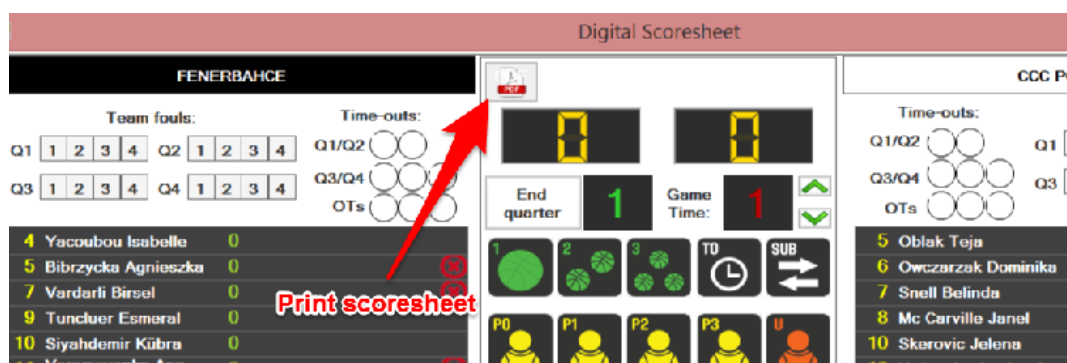 Digital Scoresheet
FENERBAHCE
Team fouls:
Time-outs:
Q1 1 2 3 4 Q2 1 2 3 4 Q1/Q2
Q3 1 2 3 4 Q4 1 2 3 4 Q3/Q4
OTs
4 Yacoubou Isabelle 0
5 Bibrzycka Agnieszka 0
7 Vardarli Birsel 0
9 Tuncluer Esmeral 0
10 Siyahdemir Kübra 0
PDF
0 0
End quarter 1 Game Time: 1
1 2 3 TO SUB
Print scoresheet
P0 P1 P2 P3 U
CCC
Time-outs:
Q1/Q2 Q1
Q3/Q4 Q3
OTs
5 Oblak Teja
6 Owczarzak Dominika
7 Snell Belinda
8 Mc Carville Janel
10 Skerovic Jelena